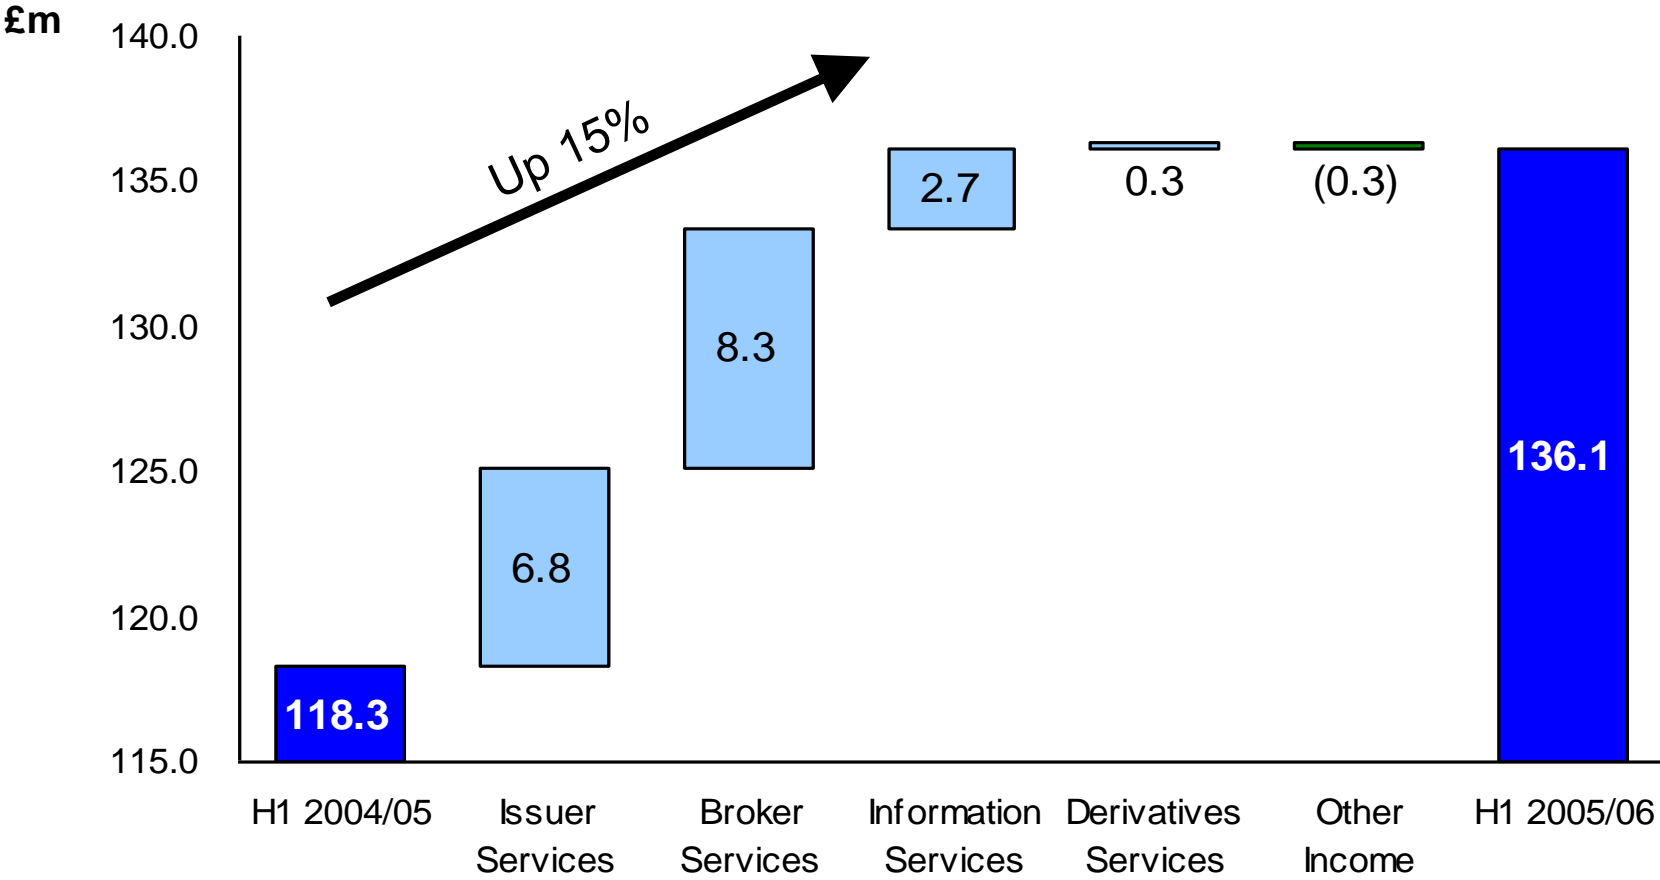 £m
140.0
135.0
130.0
125.0
120.0
115.0
Up 15%
118.3
6.8
8.3
2.7
0.3
(0.3)
136.1
H1 2004/05
Issuer
Services
Broker
Services
Information
Services
Derivatives
Services
Other
Income
H1 2005/06